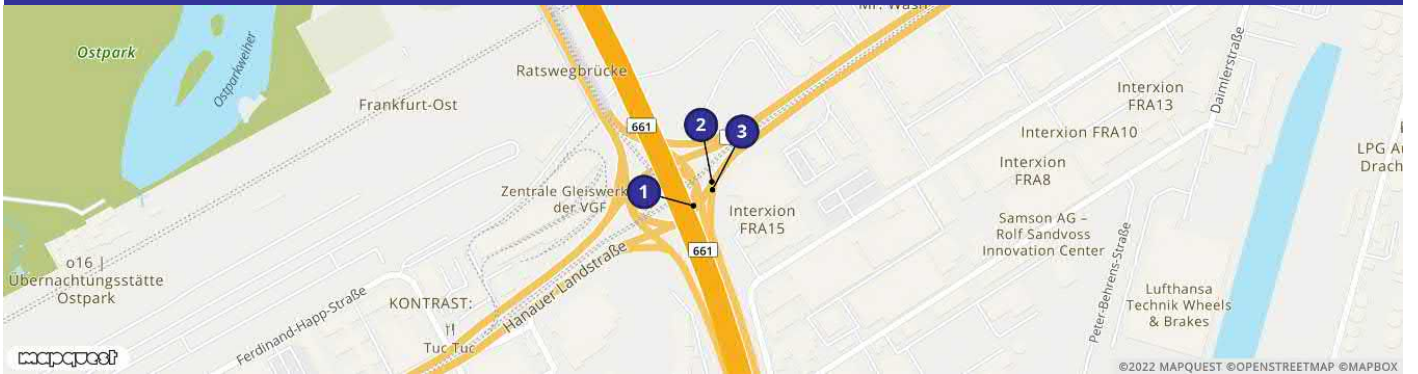 Mr. Wash
Ostpark
Ostparkweiher
Ratswegbrücke
Frankfurt-Ost
661
2
3
Interxion
FRA13
Daimlerstraße
Interxion FRA10
Interxion
FRA8
LPG
Drach
Zentrale Gleiswerk
der VGF
1
Interxion
FRA15
Samson AG –
Rolf Sandvoss
Innovation Center
661
o16 |
Übernachtungsstätte
Ostpark
Hanauer Landstraße
Peter-Behrens-Straße
Ferdinand-Happ-Straße
KONTRAST:
Tuc Tuc
Lufthansa
Technik Wheels
& Brakes
mapquest
©2022 MAPQUEST ©OPENSTREETMAP ©MAPBOX